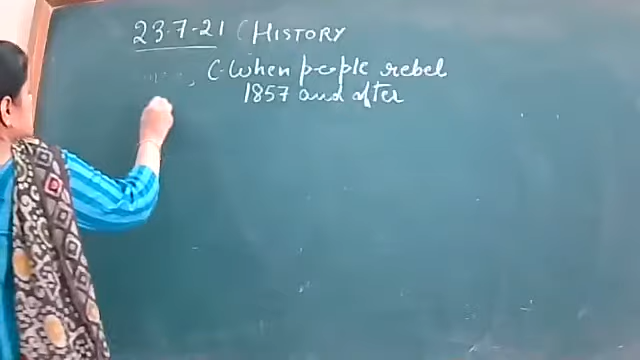 23.7.21 (HISTORY
C-When people rebel
1857 and after